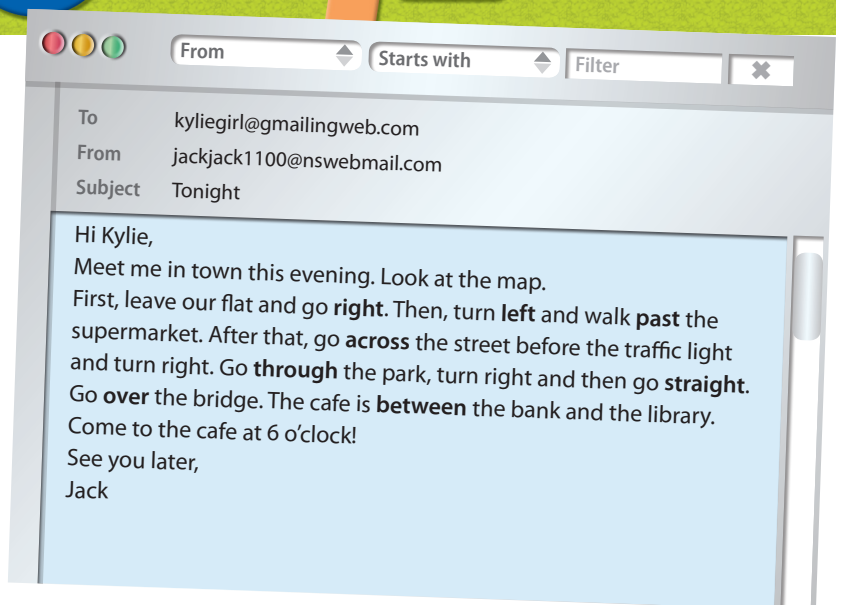 From Starts with Filter
To kyliegirl@gmailingweb.com
From jackjack1100@nswebmail.com
Subject Tonight
Hi Kylie,
Meet me in town this evening. Look at the map.
First, leave our flat and go right. Then, turn left and walk past the
supermarket. After that, go across the street before the traffic light
and turn right. Go through the park, turn right and then go straight.
Go over the bridge. The cafe is between the bank and the library.
Come to the cafe at 6 o'clock!
See you later,
Jack